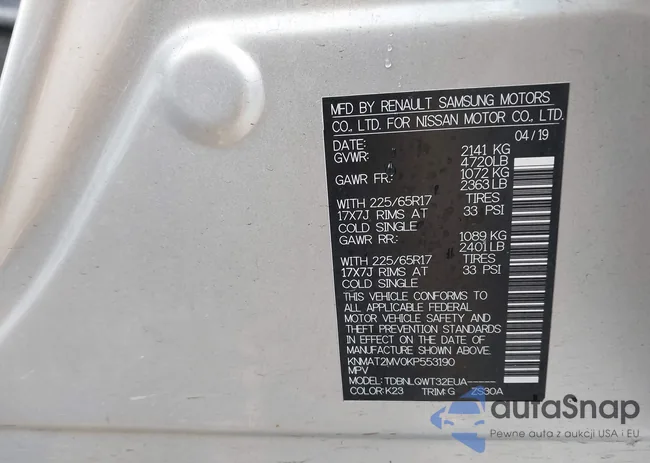 MFD BY RENAULT SAMSUNG MOTORS
CO., LTD. FOR NISSAN MOTOR CO., LTD.
DATE: 04/19
GVWR: 2141 KG
4720LB
GAWR FR: 1072 KG
2363 LB
WITH 225/65R17 TIRES
17X7J RIMS AT 33 PSI
COLD SINGLE
GAWR RR: 1089 KG
2401 LB
WITH 225/65R17 TIRES
17X7J RIMS AT 33 PSI
COLD SINGLE
THIS VEHICLE CONFORMS TO
ALL APPLICABLE FEDERAL
MOTOR VEHICLE SAFETY AND
THEFT PREVENTION STANDARDS
IN EFFECT ON THE DATE OF
MANUFACTURE SHOWN ABOVE
KNMAT2MV0KP553190
MPV
MODEL: TDBNLQWT32EUA-----
COLOR:K23 TRIM: G ZS30A
autaSnap
Pewne auta z aukcji USA i EU